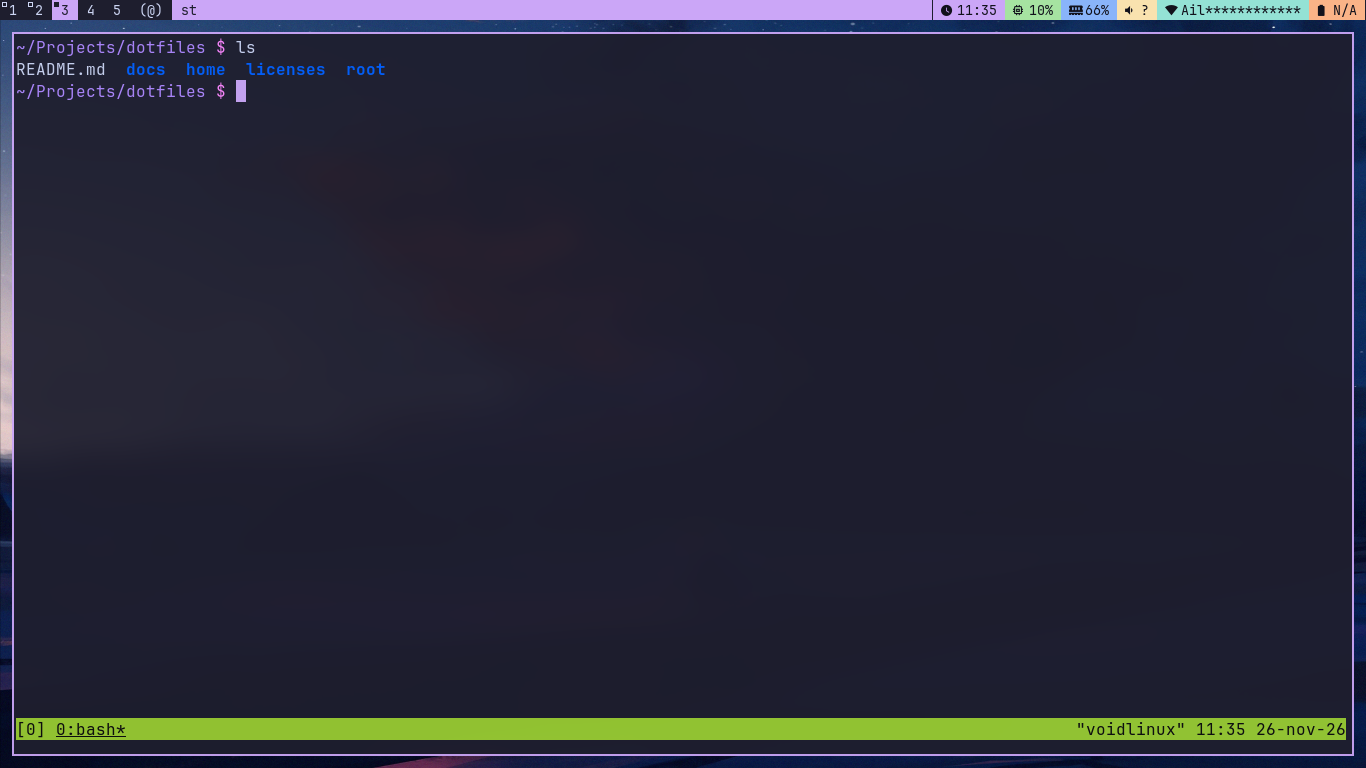 1 2 3 4 5 (@) st 11:35 10% 66% ? Ail************ N/A
~/Projects/dotfiles $ ls
README.md docs home licenses root
~/Projects/dotfiles $
[0] 0:bash* "voidlinux" 11:35 26-nov-26